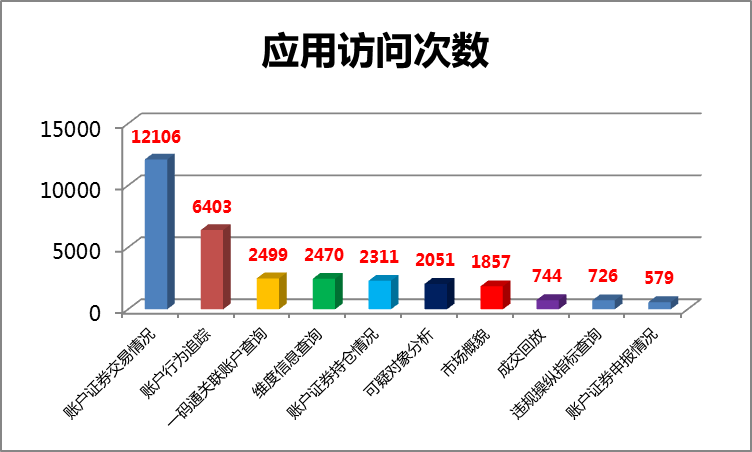 应用访问次数
15000
10000
5000
0
12106
6403
2499
2470
2311
2051
1857
744
726
579
账户证券交易情况
账户行为追踪
一码通关联账户查询
维度信息查询
账户证券持仓情况
可疑对象分析
市场概貌
成交回放
违规操纵指标查询
账户证券申报情况